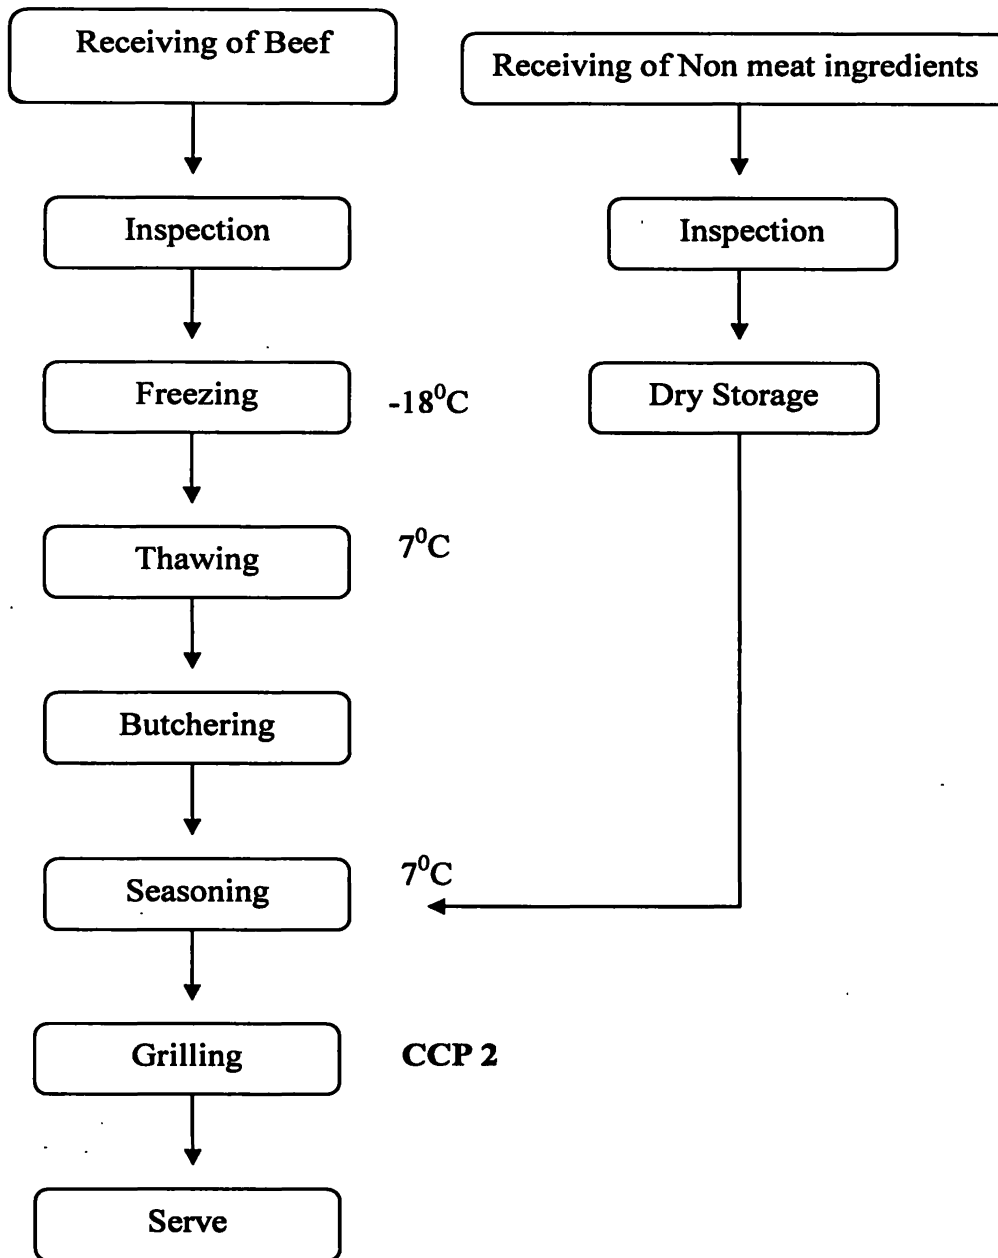 Receiving of Beef
Receiving of Non meat ingredients
Inspection
Inspection
Freezing
-18⁰C
Dry Storage
Thawing
7⁰C
Butchering
Seasoning
7⁰C
Grilling
CCP 2
Serve